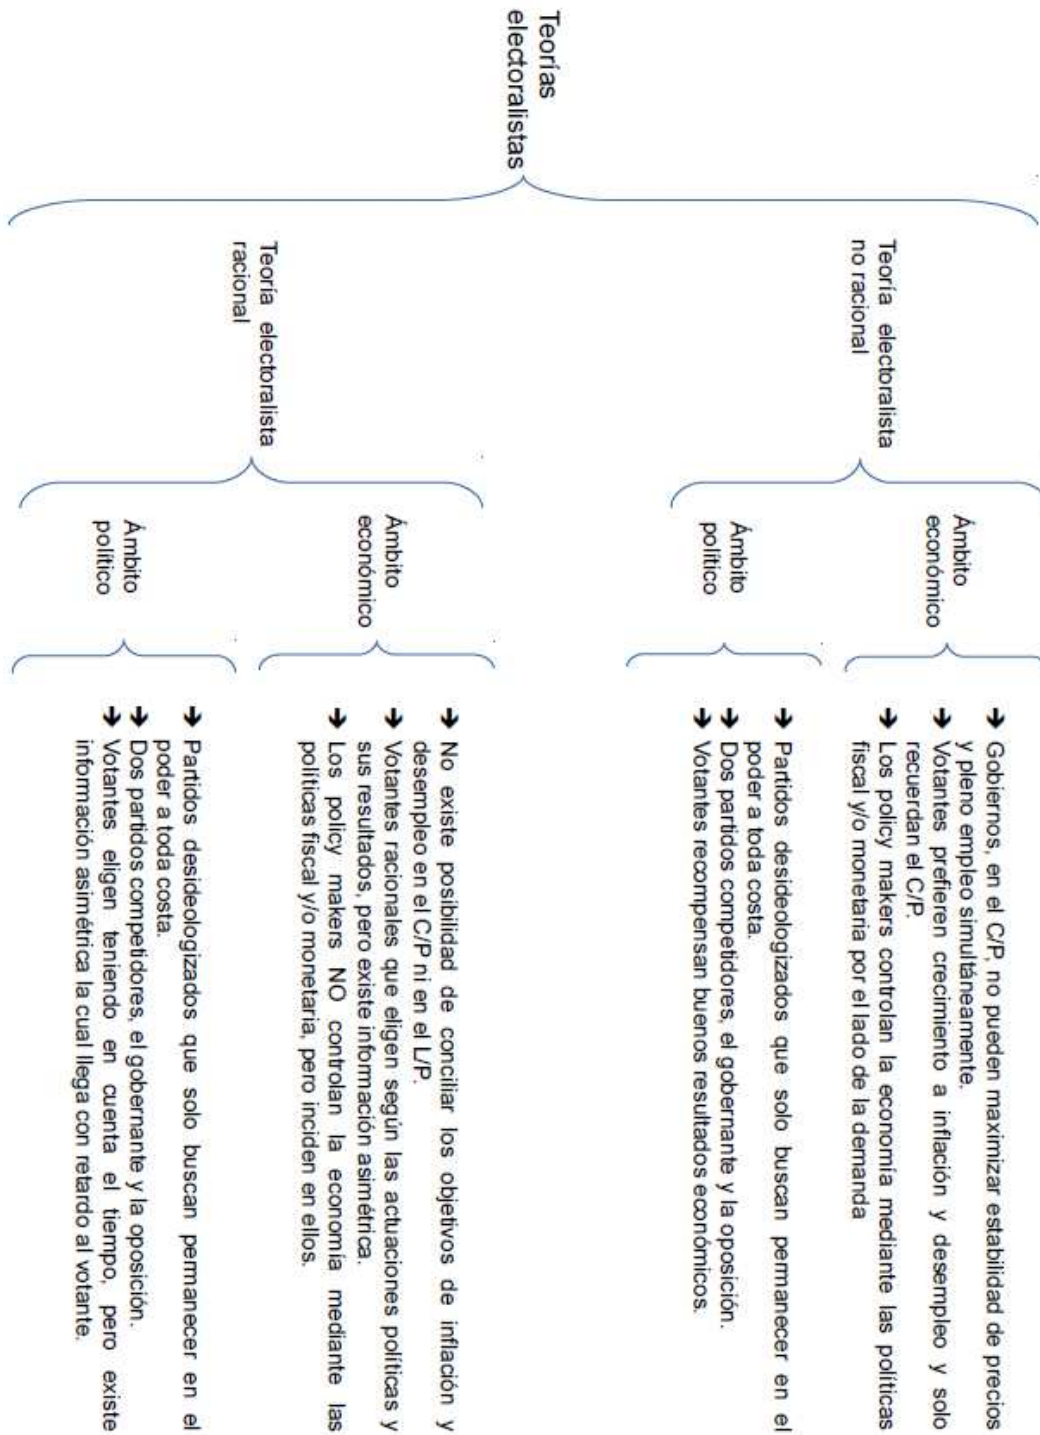 Teorías
electoralistas
Teoría electoralista
no racional
Ámbito
económico
➔ Gobiernos, en el C/P, no pueden maximizar estabilidad de precios
y pleno empleo simultáneamente.
➔ Votantes prefieren crecimiento a inflación y desempleo y solo
recuerdan el C/P.
➔ Los policy makers controlan la economía mediante las políticas
fiscal y/o monetaria por el lado de la demanda
Ámbito
político
➔ Partidos desideologizados que solo buscan permanecer en el
poder a toda costa.
➔ Dos partidos competidores, el gobernante y la oposición.
➔ Votantes recompensan buenos resultados económicos.
Teoría electoralista
racional
Ámbito
económico
➔ No existe posibilidad de conciliar los objetivos de inflación y
desempleo en el C/P ni en el L/P.
➔ Votantes racionales que eligen según las actuaciones políticas y
sus resultados, pero existe información asimétrica.
➔ Los policy makers NO controlan la economía mediante las
políticas fiscal y/o monetaria, pero inciden en ellos.
Ámbito
político
➔ Partidos desideologizados que solo buscan permanecer en el
poder a toda costa.
➔ Dos partidos competidores, el gobernante y la oposición.
➔ Votantes eligen teniendo en cuenta el tiempo, pero existe
información asimétrica la cual llega con retardo al votante.